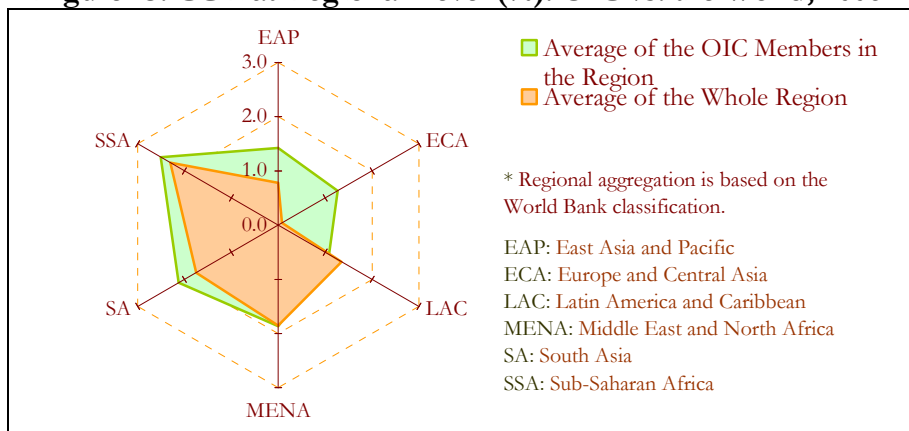 EAP
3.0
2.0
1.0
0.0
SSA
ECA
SA
LAC
MENA
Average of the OIC Members in
the Region
Average of the Whole Region
* Regional aggregation is based on the
World Bank classification.
EAP: East Asia and Pacific
ECA: Europe and Central Asia
LAC: Latin America and Caribbean
MENA: Middle East and North Africa
SA: South Asia
SSA: Sub-Saharan Africa